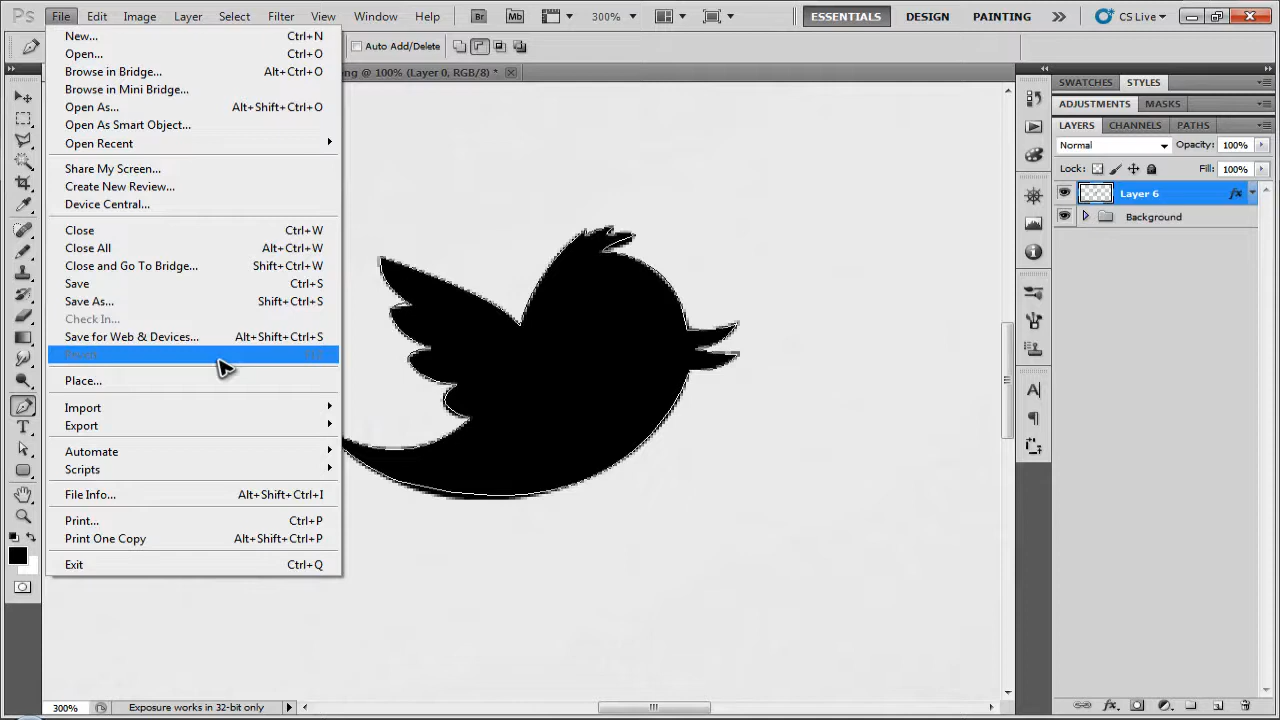 Ps File Edit Image Layer Select Filter View Window Help Br Mb 300% ESSENTIALS DESIGN PAINTING CS Live
Auto Add/Delete
ng @ 100% (Layer 0, RGB/8) *
New... Ctrl+N
Open... Ctrl+O
Browse in Bridge... Alt+Ctrl+O
Browse in Mini Bridge...
Open As... Alt+Shift+Ctrl+O
Open As Smart Object...
Open Recent
Share My Screen...
Create New Review...
Device Central...
Close Ctrl+W
Close All Alt+Ctrl+W
Close and Go To Bridge... Shift+Ctrl+W
Save Ctrl+S
Save As... Shift+Ctrl+S
Check In...
Save for Web & Devices... Alt+Shift+Ctrl+S
Place...
Import
Export
Automate
Scripts
File Info... Alt+Shift+Ctrl+I
Print... Ctrl+P
Print One Copy Alt+Shift+Ctrl+P
Exit Ctrl+Q
SWATCHES STYLES
ADJUSTMENTS MASKS
LAYERS CHANNELS PATHS
Normal Opacity: 100%
Lock: Fill: 100%
Layer 6 fx
Background
300% Exposure works in 32-bit only